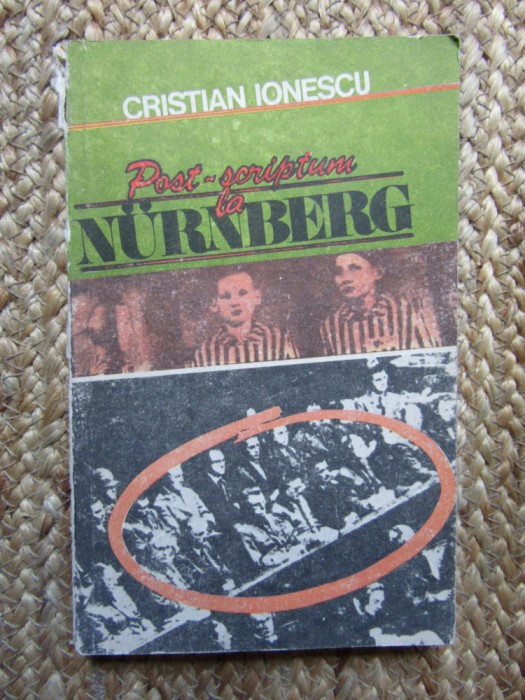 CRISTIAN IONESCU
Post-scriptum
la
NÜRNBERG